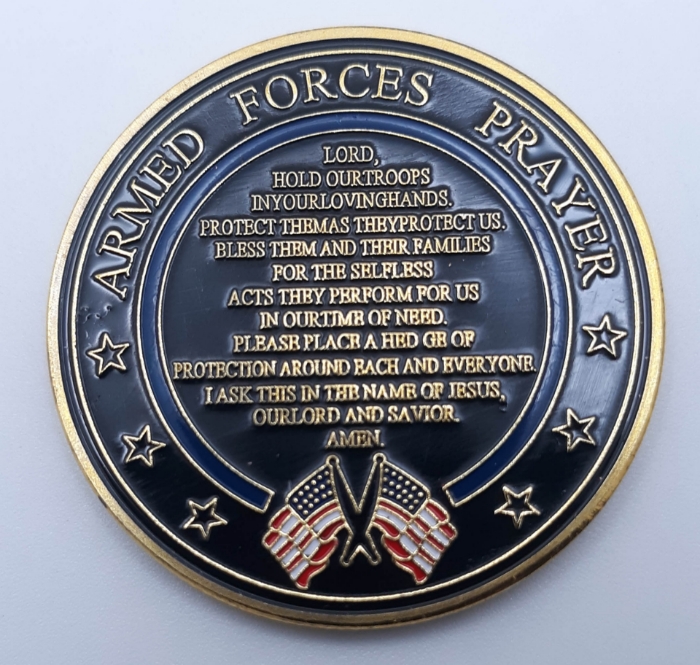 ARMED FORCES PRAYER
LORD,
HOLD OURTROOPS
INYOURLOVINGHANDS.
PROTECT THEMAS THEYPROTECT US.
BLESS THEM AND THEIR FAMILIES
FOR THE SELFLESS
ACTS THEY PERFORM FOR US
IN OURTIME OF NEED.
PLEASE PLACE A HED GE OF
PROTECTION AROUND EACH AND EVERYONE.
I ASK THIS IN THE NAME OF JESUS,
OURLORD AND SAVIOR.
AMEN.